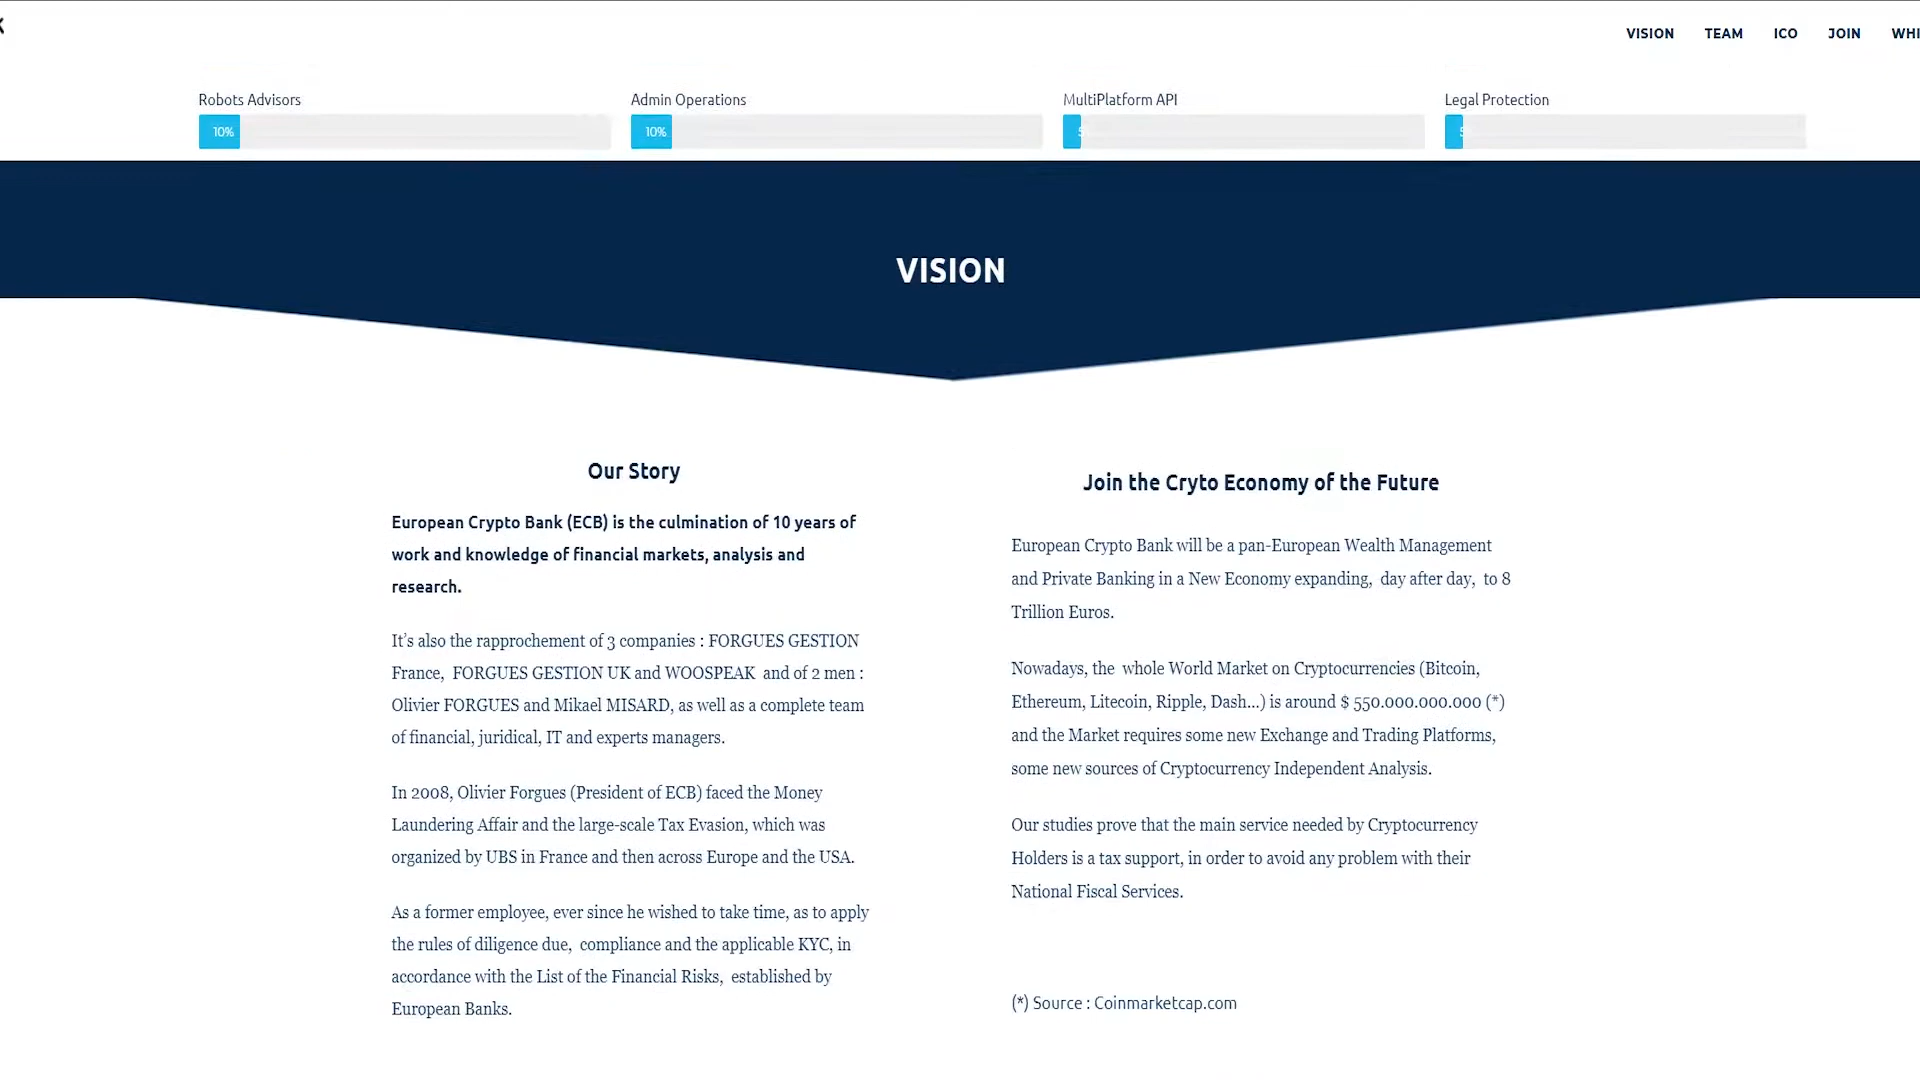 VISION TEAM ICO JOIN
Robots Advisors
10%
Admin Operations
10%
MultiPlatform API
Legal Protection
VISION
Our Story
European Crypto Bank (ECB) is the culmination of 10 years of
work and knowledge of financial markets, analysis and
research.
It's also the rapprochement of 3 companies : FORGUES GESTION
France, FORGUES GESTION UK and WOOSPEAK and of 2 men :
Olivier FORGUES and Mikael MISARD, as well as a complete team
of financial, juridical, IT and experts managers.
In 2008, Olivier Forgues (President of ECB) faced the Money
Laundering Affair and the large-scale Tax Evasion, which was
organized by UBS in France and then across Europe and the USA.
As a former employee, ever since he wished to take time, as to apply
the rules of diligence due, compliance and the applicable KYC, in
accordance with the List of the Financial Risks, established by
European Banks.
Join the Cryto Economy of the Future
European Crypto Bank will be a pan-European Wealth Management
and Private Banking in a New Economy expanding, day after day, to 8
Trillion Euros.
Nowadays, the whole World Market on Cryptocurrencies (Bitcoin,
Ethereum, Litecoin, Ripple, Dash...) is around $ 550.000.000.000 (*)
and the Market requires some new Exchange and Trading Platforms,
some new sources of Cryptocurrency Independent Analysis.
Our studies prove that the main service needed by Cryptocurrency
Holders is a tax support, in order to avoid any problem with their
National Fiscal Services.
(*) Source : Coinmarketcap.com